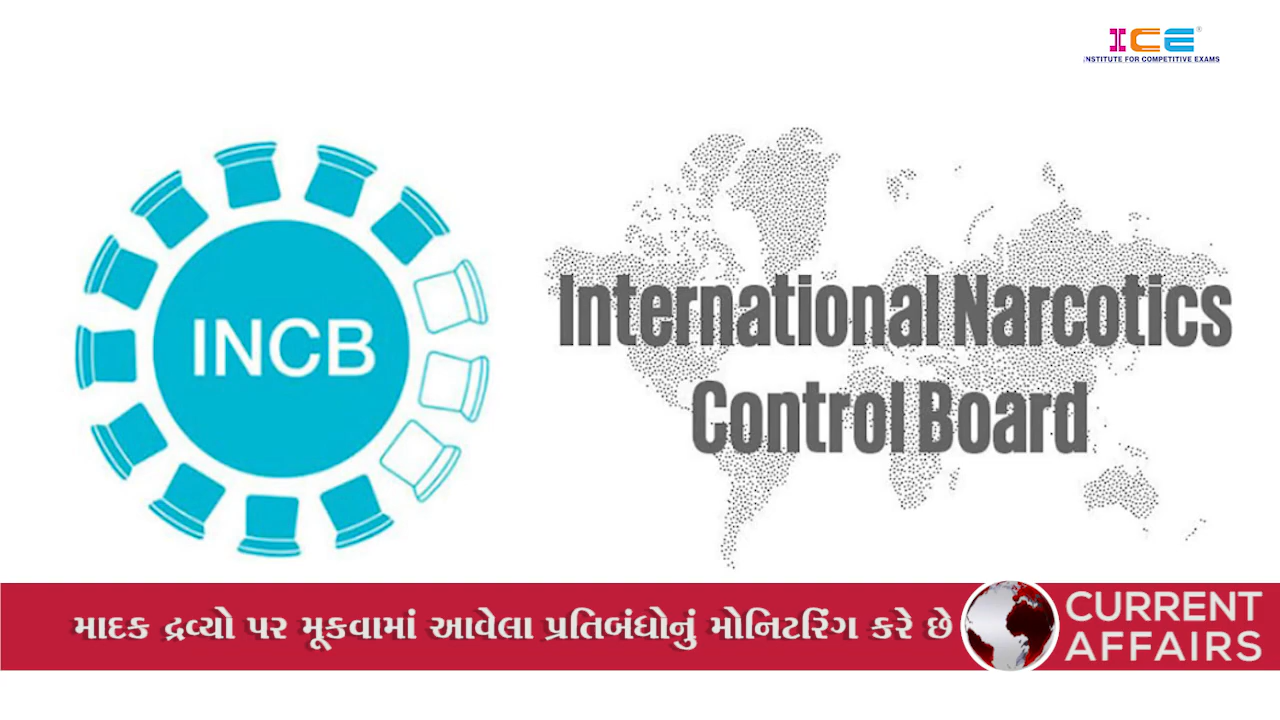 ICE®
INSTITUTE FOR COMPETITIVE EXAMS
INCB
International Narcotics
Control Board
માદક દ્રવ્યો પર મૂકવામાં આવેલા પ્રતિબંધોનું મોનિટરિંગ કરે છે
CURRENT
AFFAIRS